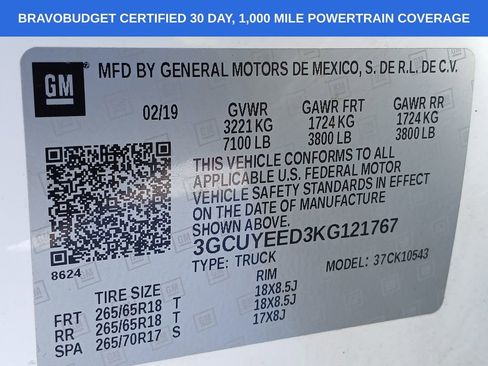 BRAVOBUDGET CERTIFIED 30 DAY, 1,000 MILE POWERTRAIN COVERAGE
GM
MFD BY GENERAL MOTORS DE MEXICO, S. DE R.L. DE C.V.
02/19 GVWR GAWR FRT GAWR RR
3221 KG 1724 KG 1724 KG
7100 LB 3800 LB 3800 LB
THIS VEHICLE CONFORMS TO ALL
APPLICABLE U.S. FEDERAL MOTOR
VEHICLE SAFETY STANDARDS IN EFFECT
ON THE DATE OF MANUFACTURE
SHOWN ABOVE.
3GCUYEED3KG121767
TYPE: TRUCK MODEL: 37CK10543
8624
TIRE SIZE RIM
FRT 265/65R18 T 18X8.5J
RR 265/65R18 T 18X8.5J
SPA 265/70R17 S 17X8J